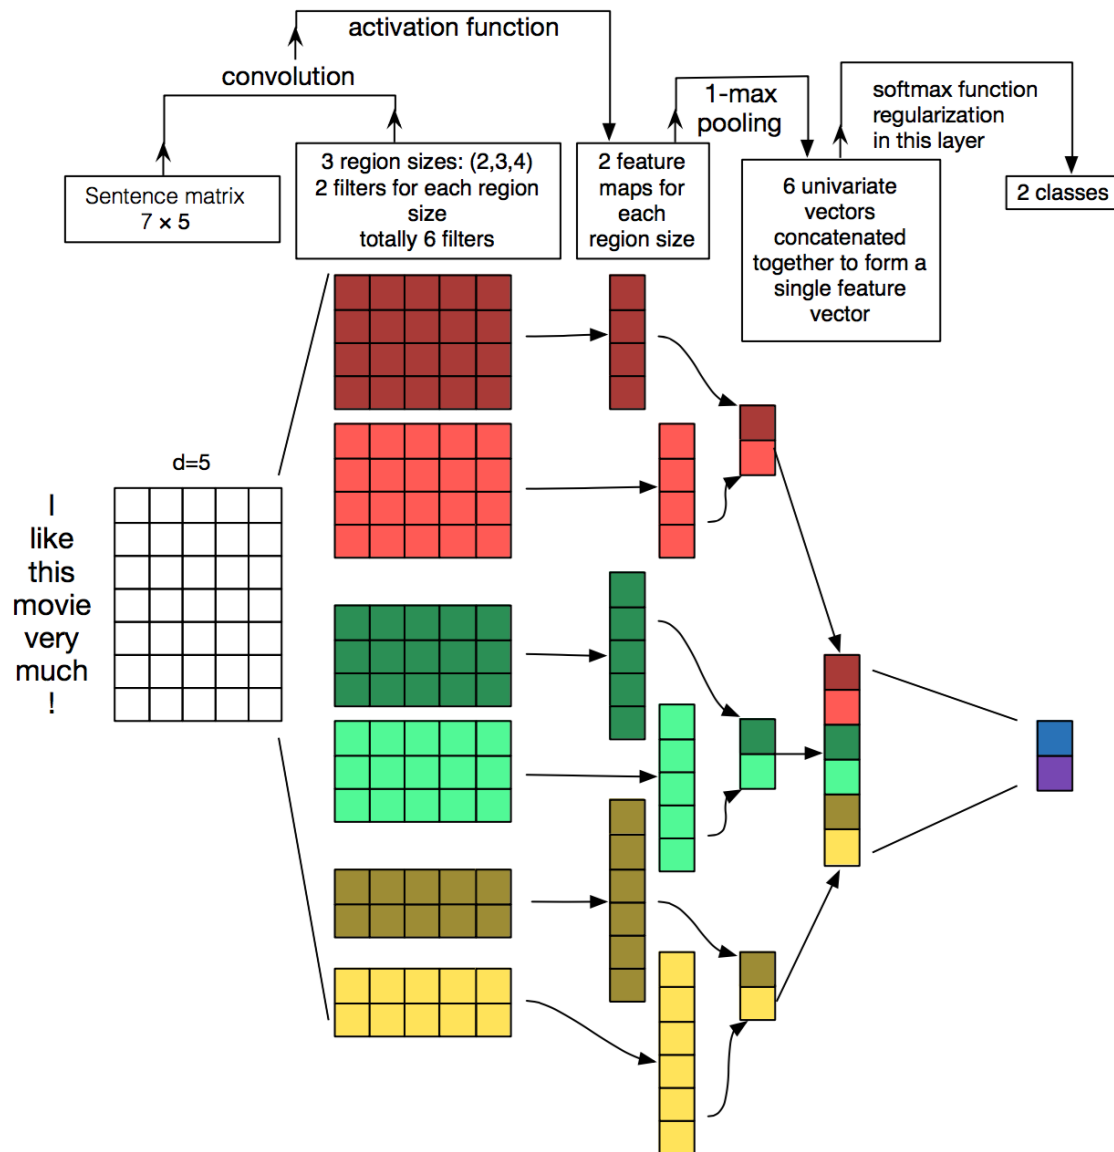 activation function
convolution
1-max
pooling
softmax function
regularization
in this layer
Sentence matrix
7 × 5
3 region sizes: (2,3,4)
2 filters for each region
size
totally 6 filters
2 feature
maps for
each
region size
6 univariate
vectors
concatenated
together to form a
single feature
vector
2 classes
d=5
I
like
this
movie
very
much
!